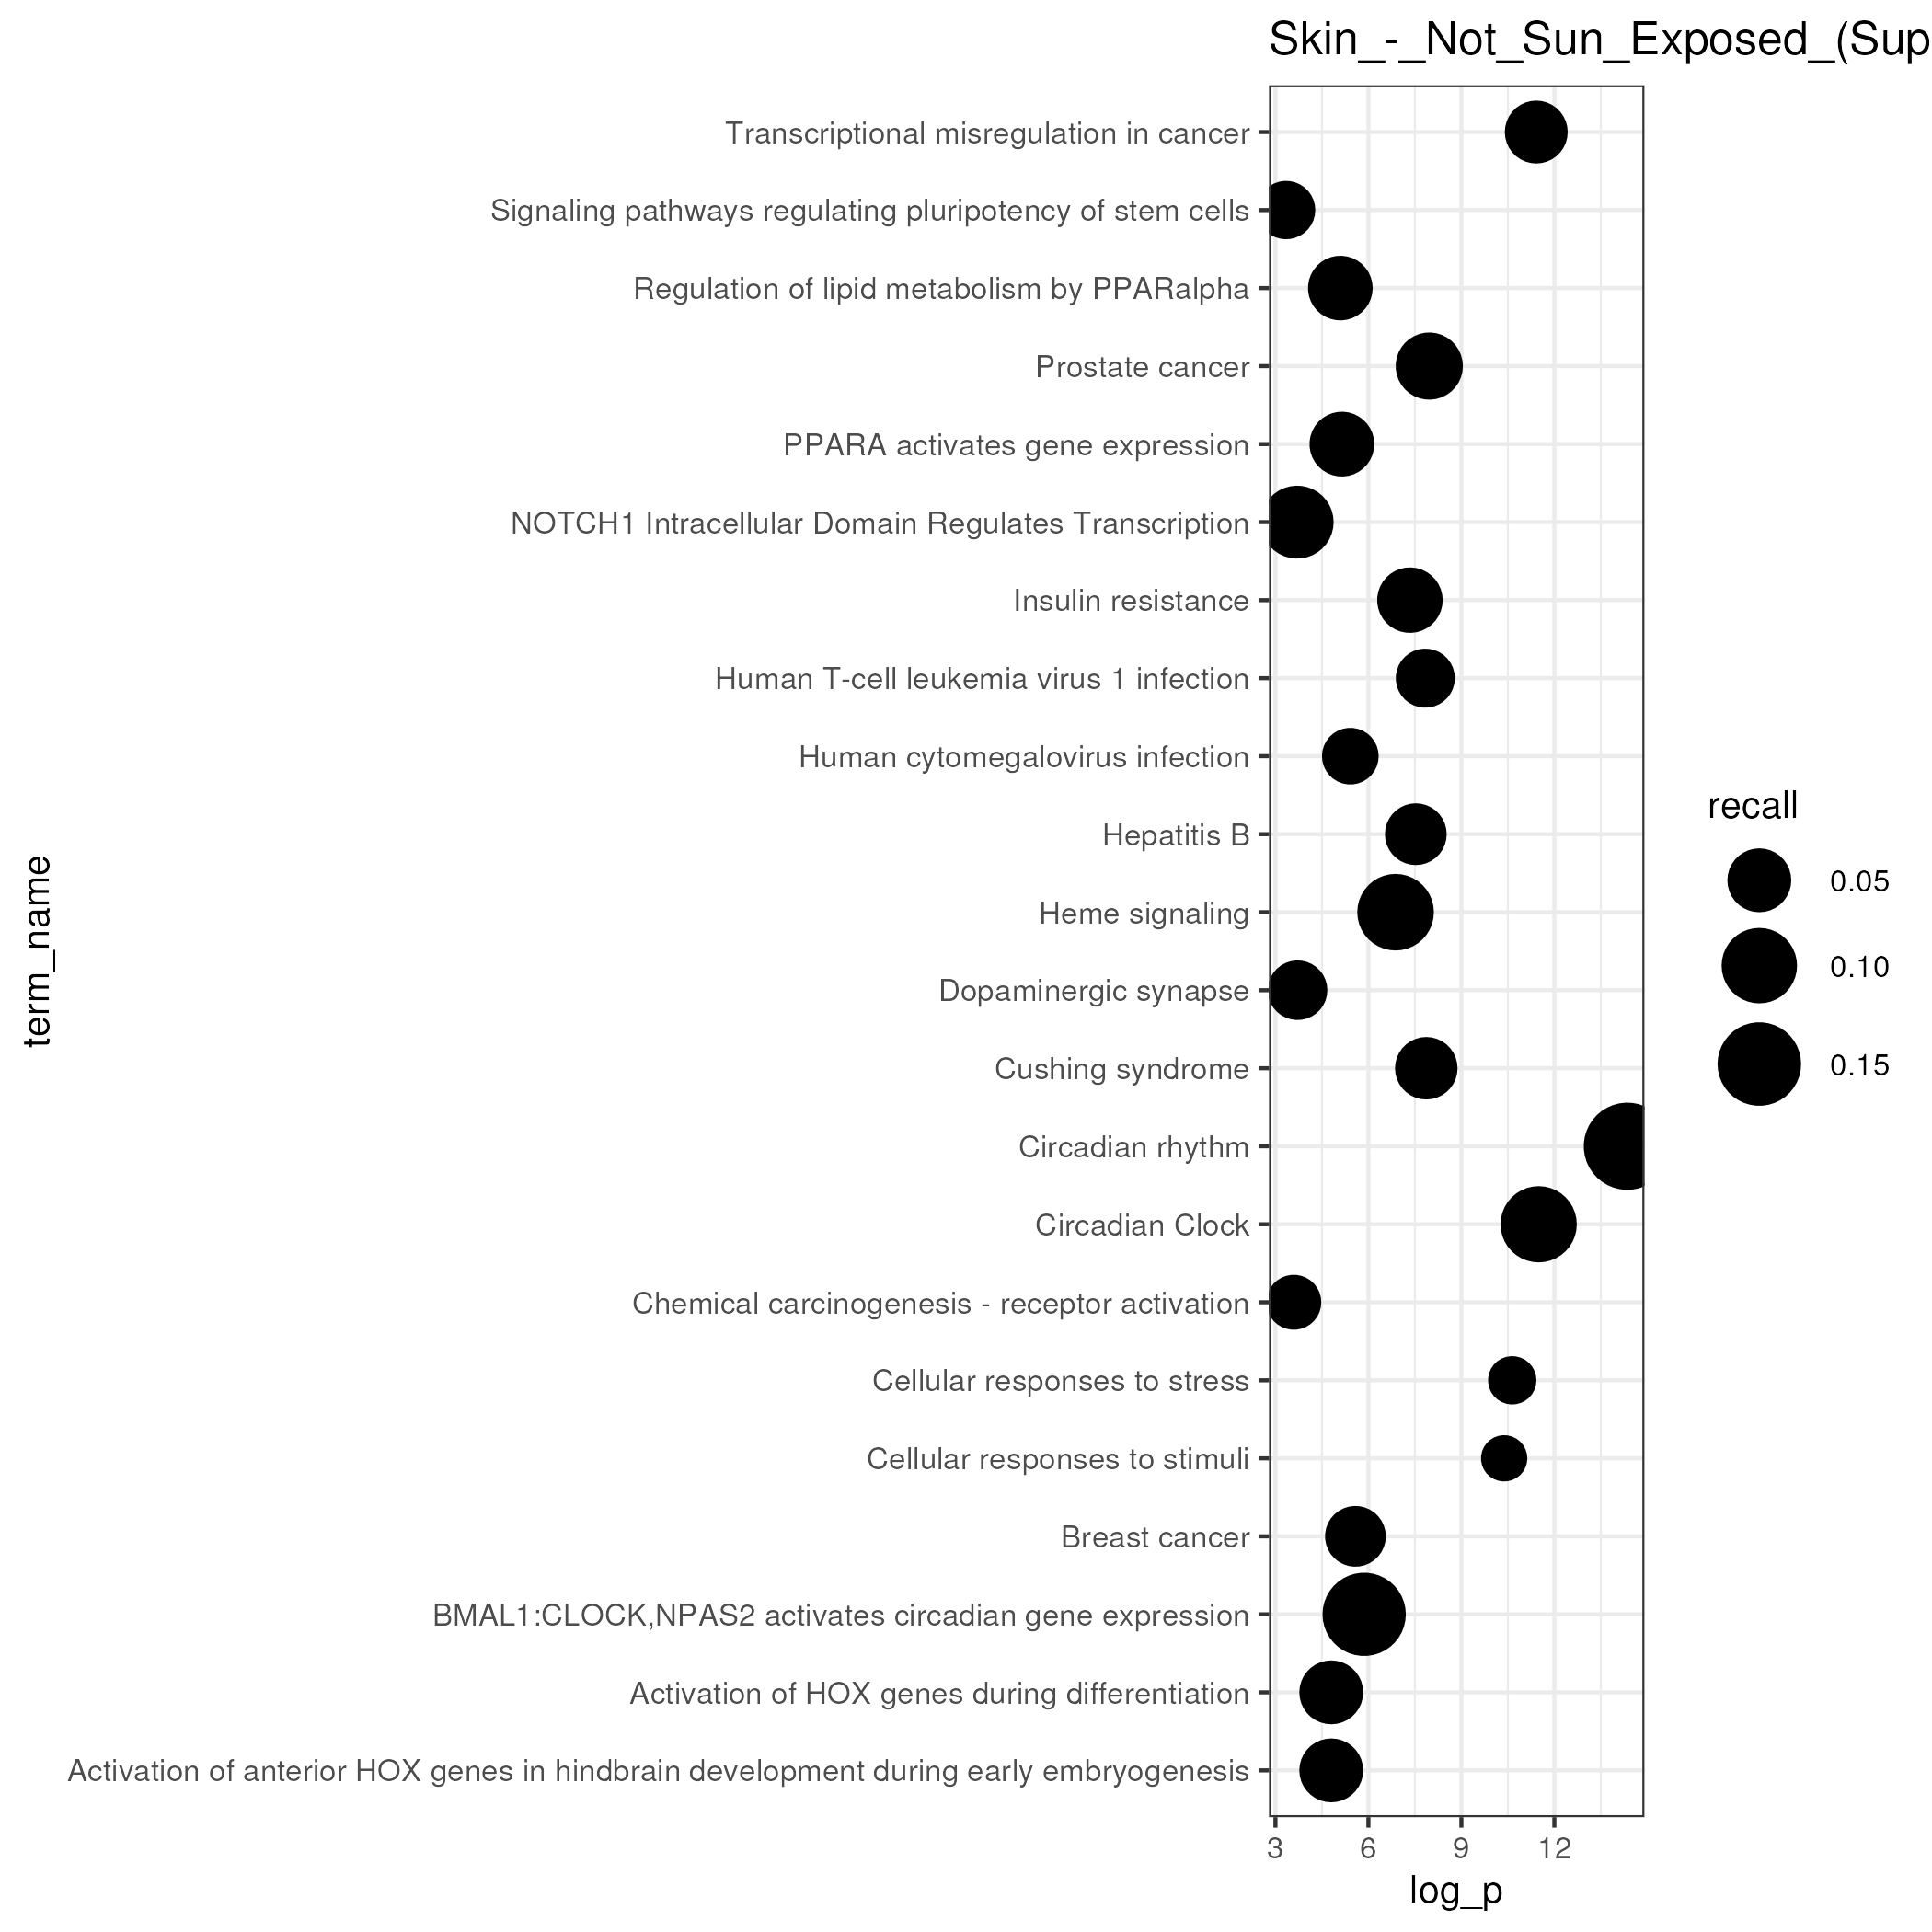 Skin_-_Not_Sun_Exposed_(Sup
Transcriptional misregulation in cancer
Signaling pathways regulating pluripotency of stem cells
Regulation of lipid metabolism by PPARalpha
Prostate cancer
PPARA activates gene expression
NOTCH1 Intracellular Domain Regulates Transcription
Insulin resistance
Human T-cell leukemia virus 1 infection
Human cytomegalovirus infection
Hepatitis B
Heme signaling
Dopaminergic synapse
Cushing syndrome
Circadian rhythm
Circadian Clock
Chemical carcinogenesis - receptor activation
Cellular responses to stress
Cellular responses to stimuli
Breast cancer
BMAL1:CLOCK,NPAS2 activates circadian gene expression
Activation of HOX genes during differentiation
Activation of anterior HOX genes in hindbrain development during early embryogenesis
term_name
3 6 9 12
log_p
recall
0.05
0.10
0.15